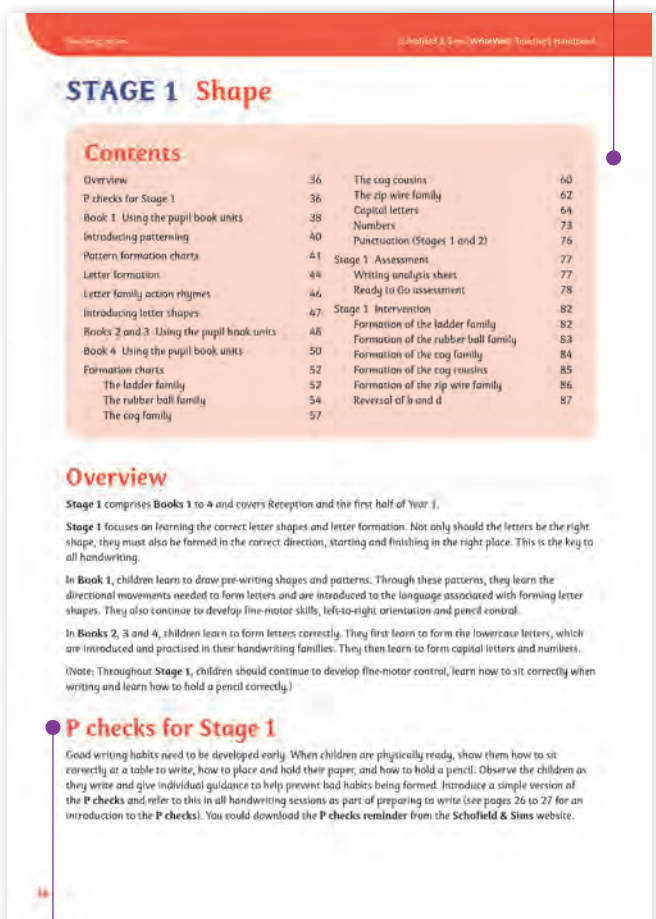 Teaching notes
Schofield & Sims WriteWell Teacher's Handbook
STAGE 1 Shape
Contents
Overview 36
P checks for Stage 1 36
Book 1 Using the pupil book units 38
Introducing patterning 40
Pattern formation charts 41
Letter formation 44
Letter family action rhymes 46
Introducing letter shapes 47
Books 2 and 3 Using the pupil book units 48
Book 4 Using the pupil book units 50
Formation charts 52
The ladder family 52
The rubber ball family 54
The cog family 57
The cog cousins 60
The zip wire family 62
Capital letters 64
Numbers 73
Punctuation (Stages 1 and 2) 76
Stage 1 Assessment 77
Writing analysis sheet 77
Ready to Go assessment 78
Stage 1 Intervention 82
Formation of the ladder family 82
Formation of the rubber ball family 83
Formation of the cog family 84
Formation of the cog cousins 85
Formation of the zip wire family 86
Reversal of b and d 87
Overview
Stage 1 comprises Books 1 to 4 and covers Reception and the first half of Year 1.
Stage 1 focuses on learning the correct letter shapes and letter formation. Not only should the letters be the right
shape, they must also be formed in the correct direction, starting and finishing in the right place. This is the key to
all handwriting.
In Book 1, children learn to draw pre-writing shapes and patterns. Through these patterns, they learn the
directional movements needed to form letters and are introduced to the language associated with forming letter
shapes. They also continue to develop fine-motor skills, left-to-right orientation and pencil control.
In Books 2, 3 and 4, children learn to form letters correctly. They first learn to form the lowercase letters, which
are introduced and practised in their handwriting families. They then learn to form capital letters and numbers.
(Note: Throughout Stage 1, children should continue to develop fine-motor control, learn how to sit correctly when
writing and learn how to hold a pencil correctly.)
P checks for Stage 1
Good writing habits need to be developed early. When children are physically ready, show them how to sit
correctly at a table to write, how to place and hold their paper, and how to hold a pencil. Observe the children as
they write and give individual guidance to help prevent bad habits being formed. Introduce a simple version of
the P checks and refer to this in all handwriting sessions as part of preparing to write (see pages 26 to 27 for an
introduction to the P checks). You could download the P checks reminder from the Schofield & Sims website.